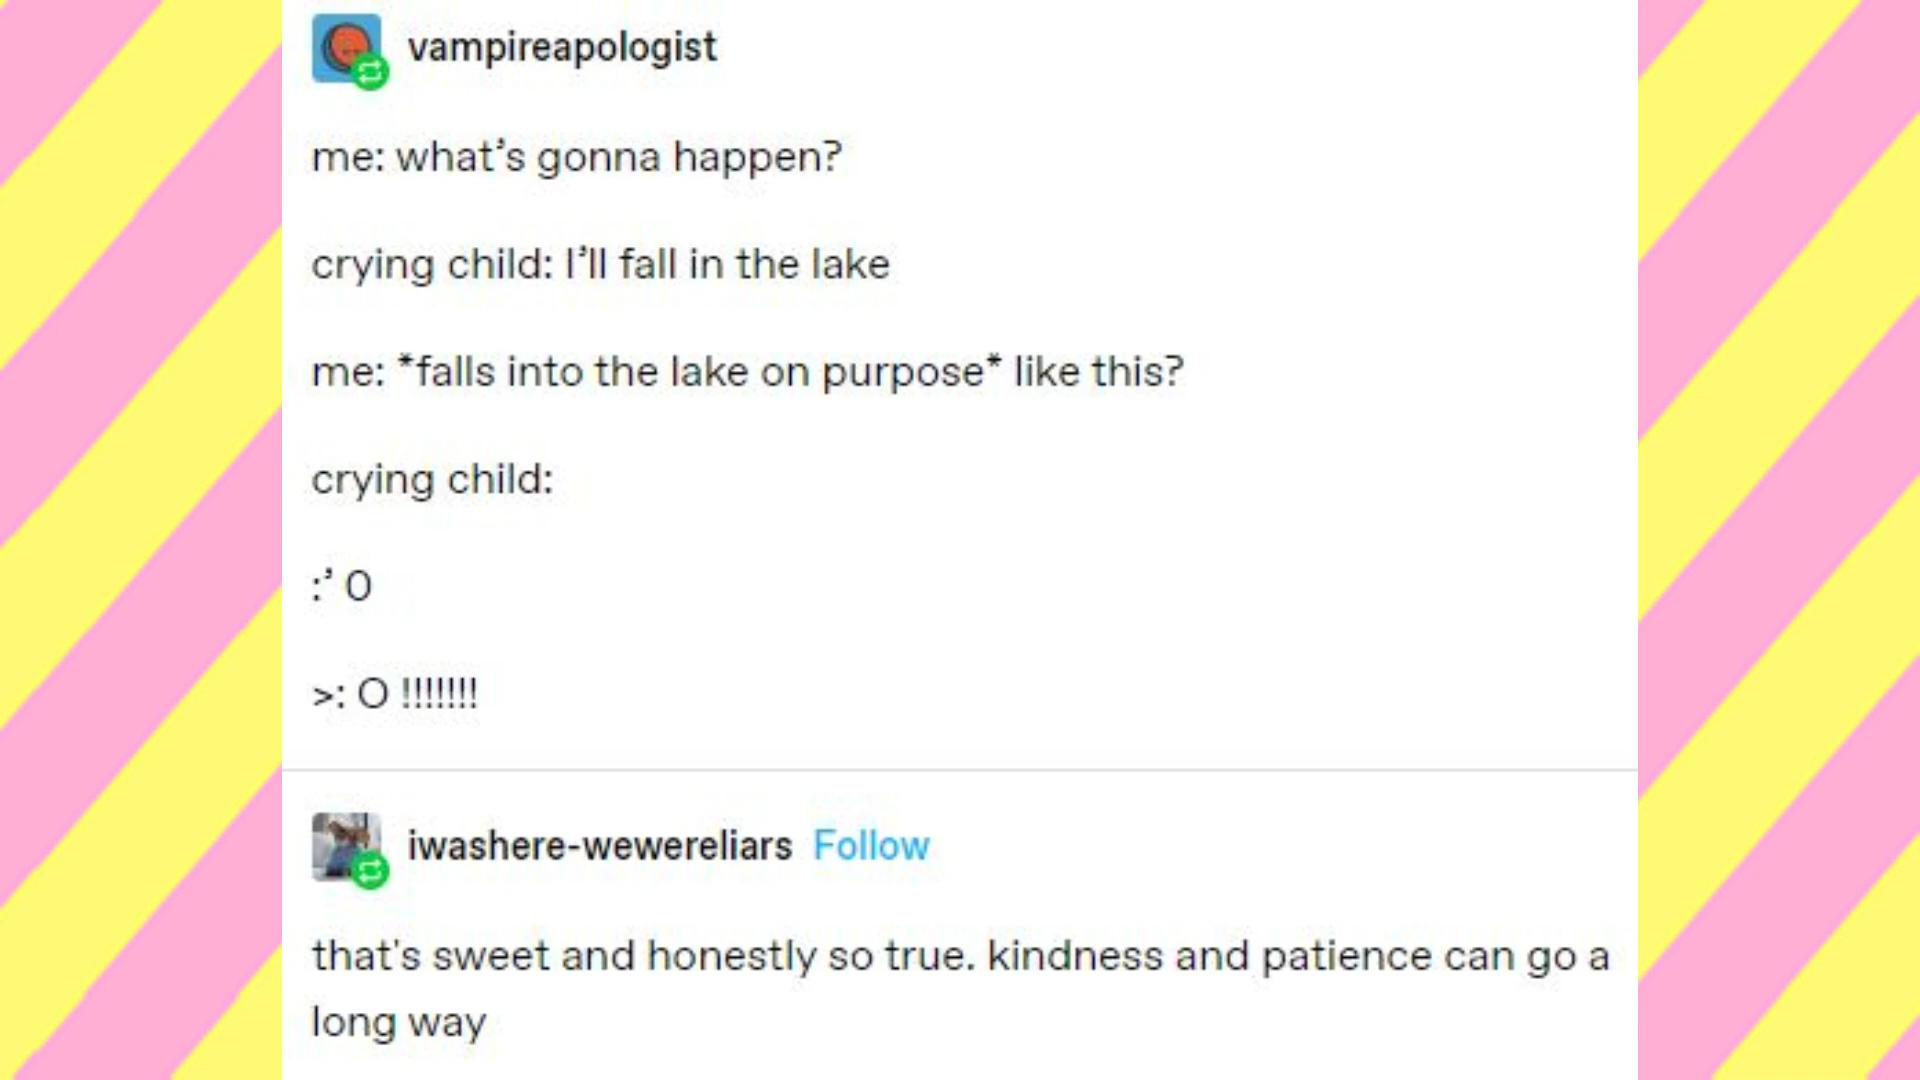 vampireapologist
me: what’s gonna happen?
crying child: I’ll fall in the lake
me: *falls into the lake on purpose* like this?
crying child:
:’ 0
>: O !!!!!!!
iwashere-wewereliars Follow
that's sweet and honestly so true. kindness and patience can go a
long way